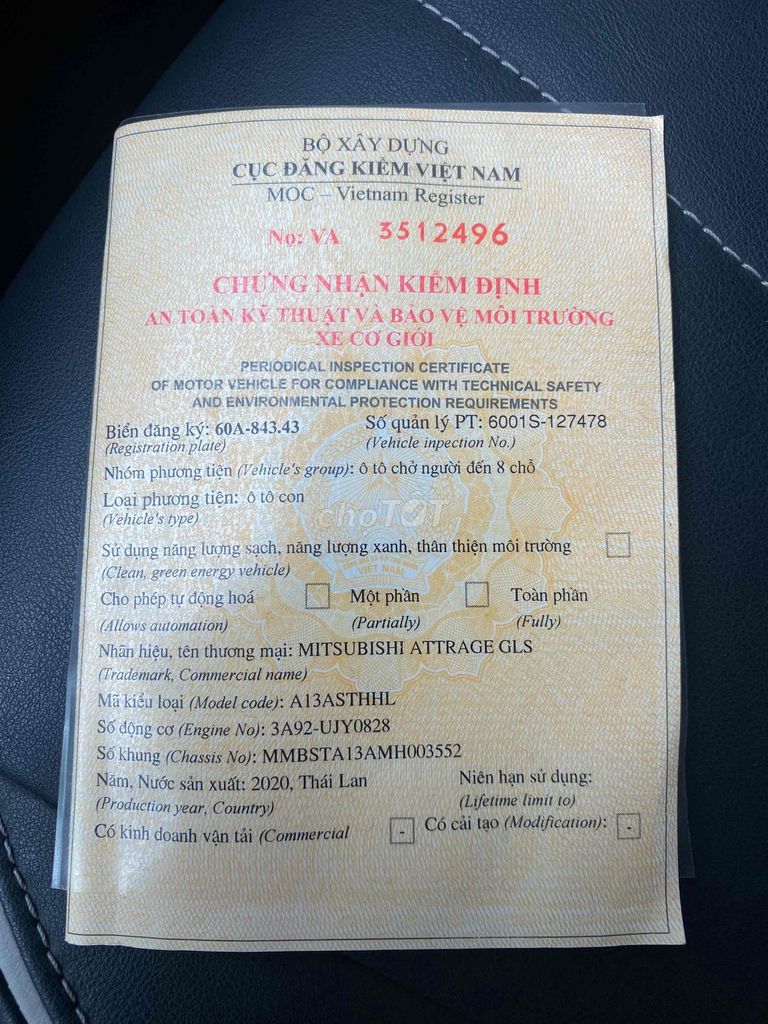 BỘ XÂY DỰNG
CỤC ĐĂNG KIỂM VIỆT NAM
MOC – Vietnam Register
No: VA 3512496
CHỨNG NHẬN KIỂM ĐỊNH
AN TOÀN KỸ THUẬT VÀ BẢO VỆ MÔI TRƯỜNG
XE CƠ GIỚI
PERIODICAL INSPECTION CERTIFICATE
OF MOTOR VEHICLE FOR COMPLIANCE WITH TECHNICAL SAFETY
AND ENVIRONMENTAL PROTECTION REQUIREMENTS
Biển đăng ký: 60A-843.43 Số quản lý PT: 6001S-127478
(Registration plate) (Vehicle inpection No.)
Nhóm phương tiện (Vehicle's group): ô tô chở người đến 8 chỗ
Loại phương tiện: ô tô con
(Vehicle's type)
choTỐT
Sử dụng năng lượng sạch, năng lượng xanh, thân thiện môi trường
(Clean, green energy vehicle)
VIỆT NAM
Cho phép tự động hoá Một phần Toàn phần
(Allows automation) (Partially) (Fully)
Nhãn hiệu, tên thương mại: MITSUBISHI ATTRAGE GLS
(Trademark, Commercial name)
Mã kiểu loại (Model code): A13ASTHHL
Số động cơ (Engine No): 3A92-UJY0828
Số khung (Chassis No): MMBSTA13AMH003552
Năm, Nước sản xuất: 2020, Thái Lan Niên hạn sử dụng:
(Production year, Country) (Lifetime limit to)
Có kinh doanh vận tải (Commercial - Có cải tạo (Modification): -